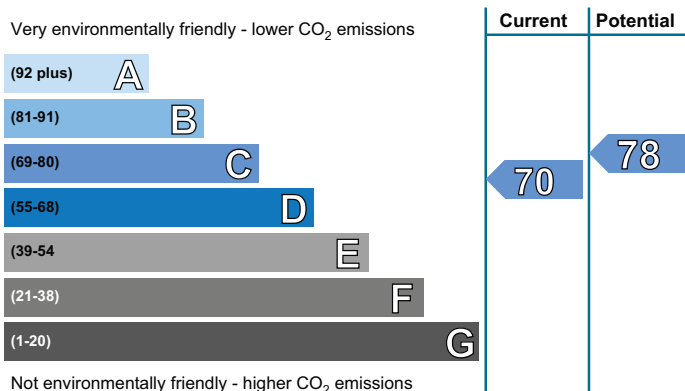 Very environmentally friendly - lower CO₂ emissions
Current
Potential
(92 plus) A
(81-91) B
(69-80) C
(55-68) D
(39-54 E
(21-38) F
(1-20) G
70
78
Not environmentally friendly - higher CO₂ emissions